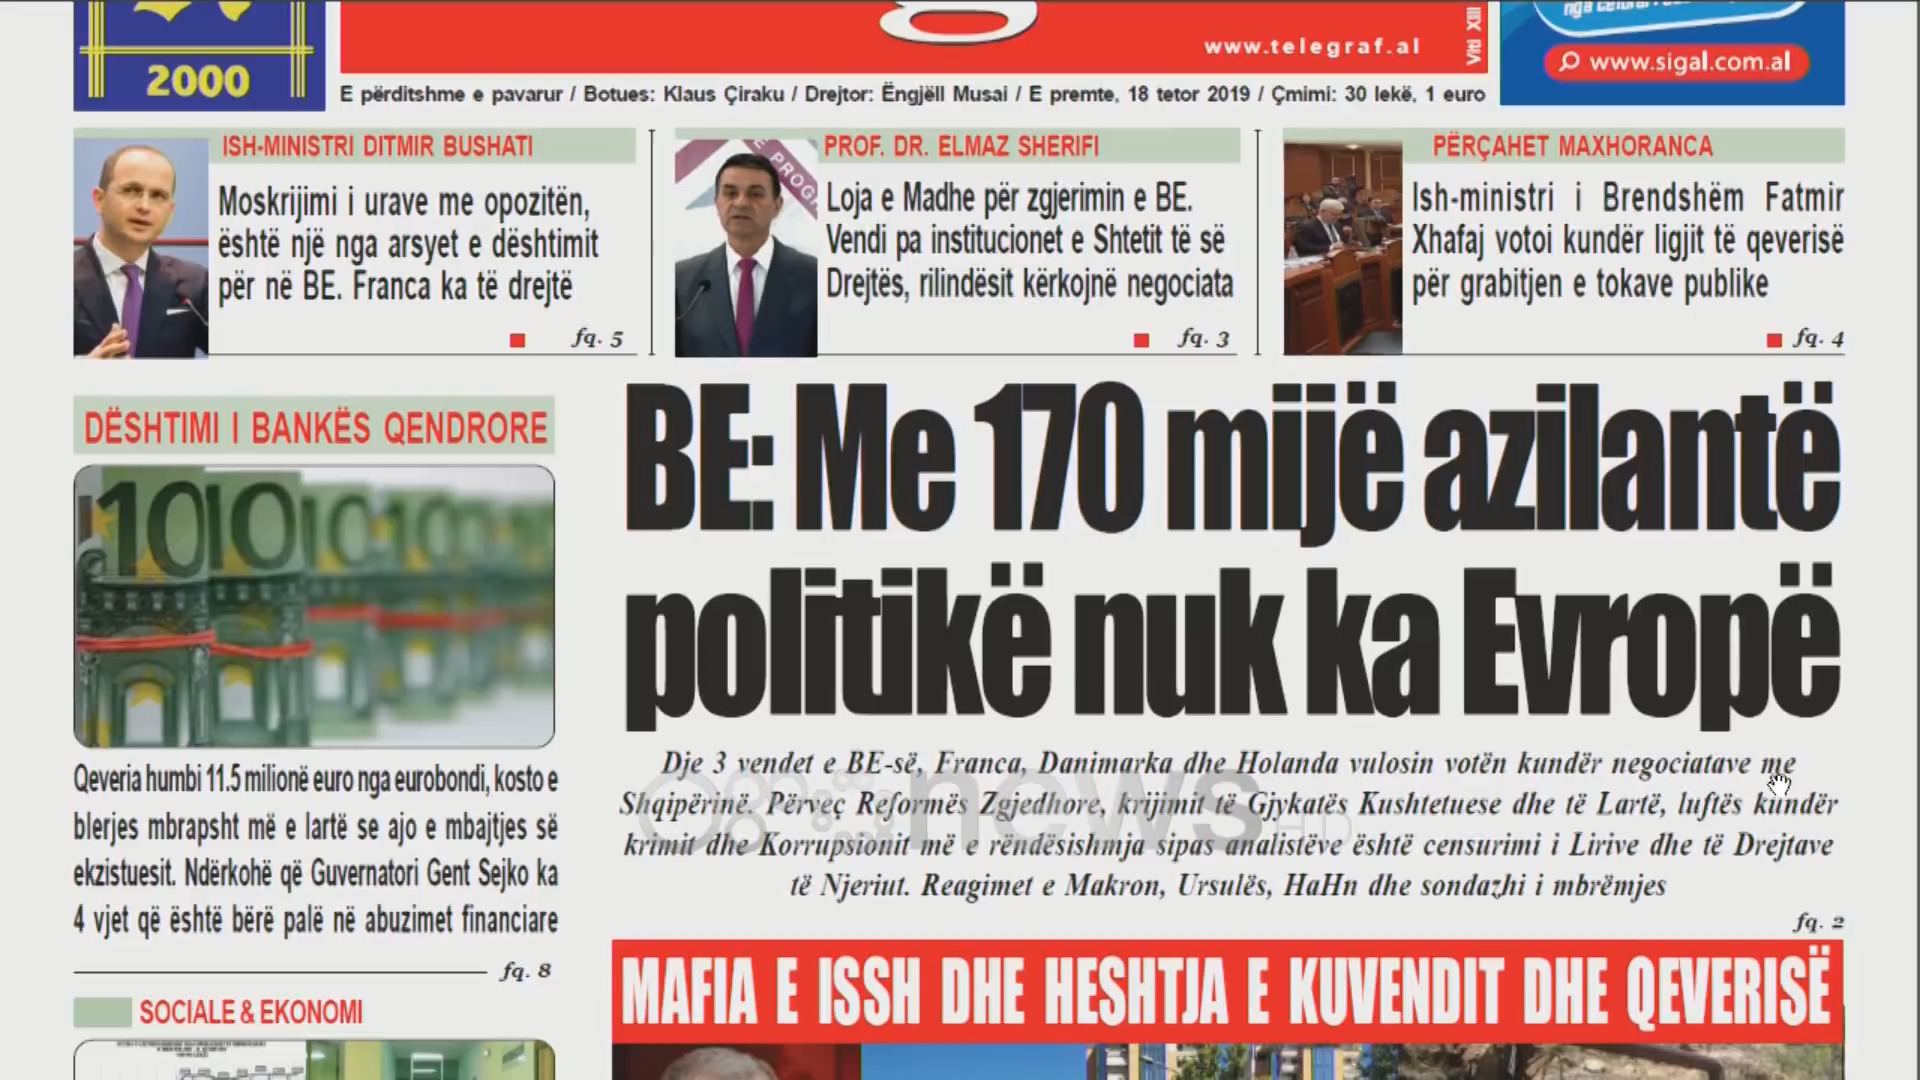 2000
g
www.telegraf.al
Viti XIII
nga
www.sigal.com.al
E përditshme e pavarur / Botues: Klaus Çiraku / Drejtor: Ëngjëll Musai / E premte, 18 tetor 2019 / Çmimi: 30 lekë, 1 euro
ISH-MINISTRI DITMIR BUSHATI
Moskrijimi i urave me opozitën,
është një nga arsyet e dështimit
për në BE. Franca ka të drejtë
fq. 5
E PROG
PROF. DR. ELMAZ SHERIFI
Loja e Madhe për zgjerimin e BE.
Vendi pa institucionet e Shtetit të së
Drejtës, rilindësit kërkojnë negociata
fq. 3
PËRÇAHET MAXHORANCA
Ish-ministri i Brendshëm Fatmir
Xhafaj votoi kundër ligjit të qeverisë
për grabitjen e tokave publike
fq. 4
DËSHTIMI I BANKËS QENDRORE
Qeveria humbi 11.5 milionë euro nga eurobondi, kosto e
blerjes mbrapsht më e lartë se ajo e mbajtjes së
ekzistuesit. Ndërkohë që Guvernatori Gent Sejko ka
4 vjet që është bërë palë në abuzimet financiare
fq. 8
SOCIALE & EKONOMI
BE: Me 170 mijë azilantë
politikë nuk ka Evropë
Dje 3 vendet e BE-së, Franca, Danimarka dhe Holanda vulosin votën kundër negociatave me
Shqipërinë. Përveç Reformës Zgjedhore, krijimit të Gjykatës Kushtetuese dhe të Lartë, luftës kundër
krimit dhe Korrupsionit më e rëndësishmja sipas analistëve është censurimi i Lirive dhe të Drejtave
të Njeriut. Reagimet e Makron, Ursulës, HaHn dhe sondazhi i mbrëmjes
news HD
fq. 2
MAFIA E ISSH DHE HESHTJA E KUVENDIT DHE QEVERISË